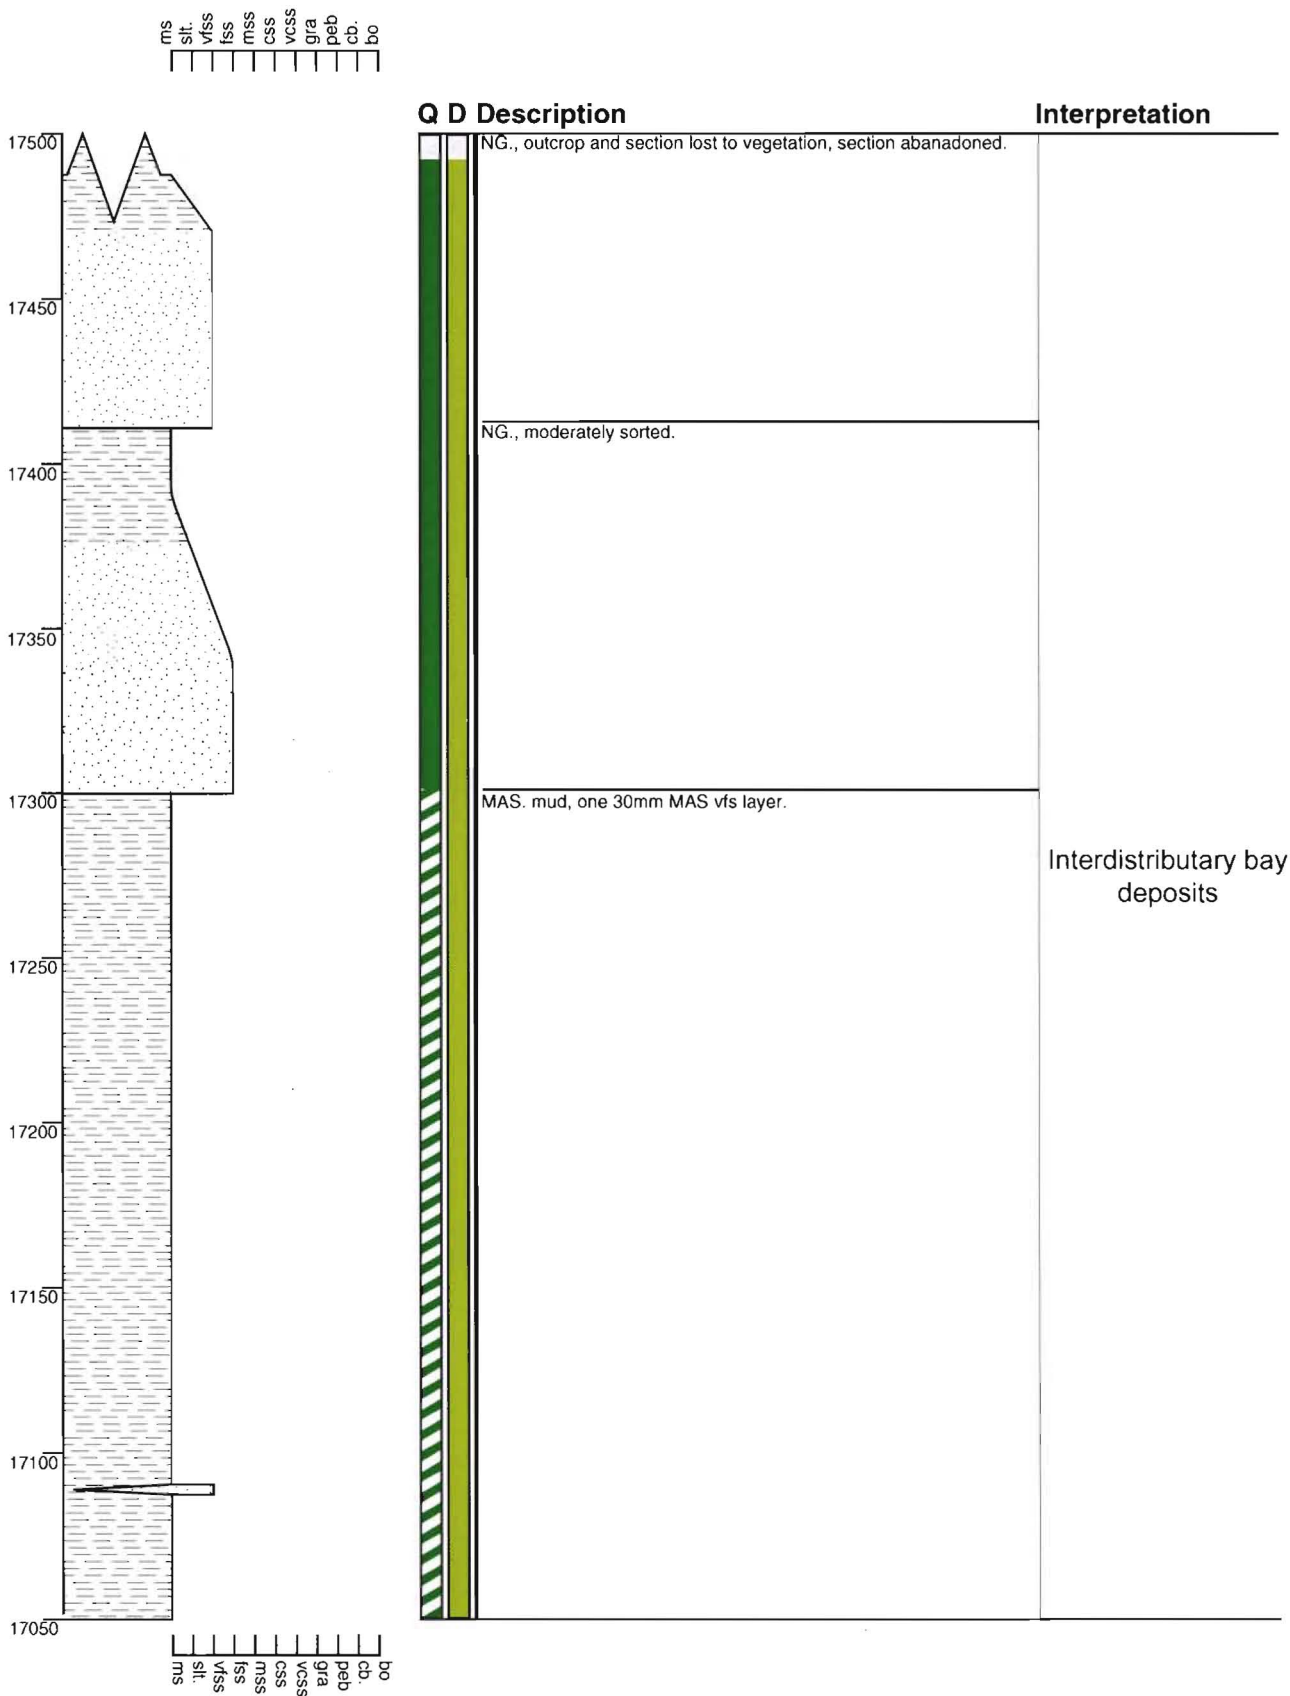 ms
slt.
vfss
fss
mss
css
vcss
gra
peb
cb.
bo
Q D Description Interpretation
17500
NG., outcrop and section lost to vegetation, section abanadoned.
17450
NG., moderately sorted.
17400
17350
17300
MAS. mud, one 30mm MAS vfs layer.
Interdistributary bay
deposits
17250
17200
17150
17100
17050
ms
slt.
vfss
fss
mss
css
vcss
gra
peb
cb.
bo